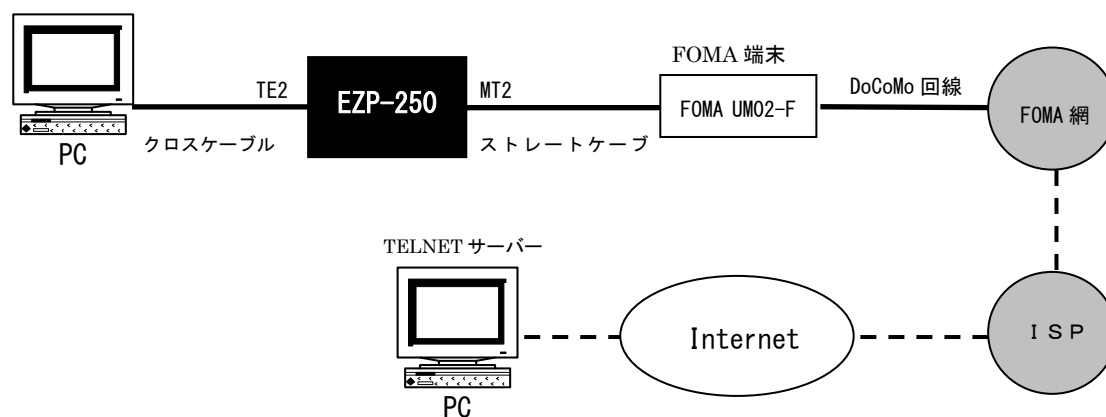 FOMA 端末
TE2
EZP-250
MT2
FOMA UM02-F
DoCoMo 回線
FOMA 網
クロスケーブル
ストレートケーブ
PC
TELNET サーバー
Internet
ＩＳＰ
PC